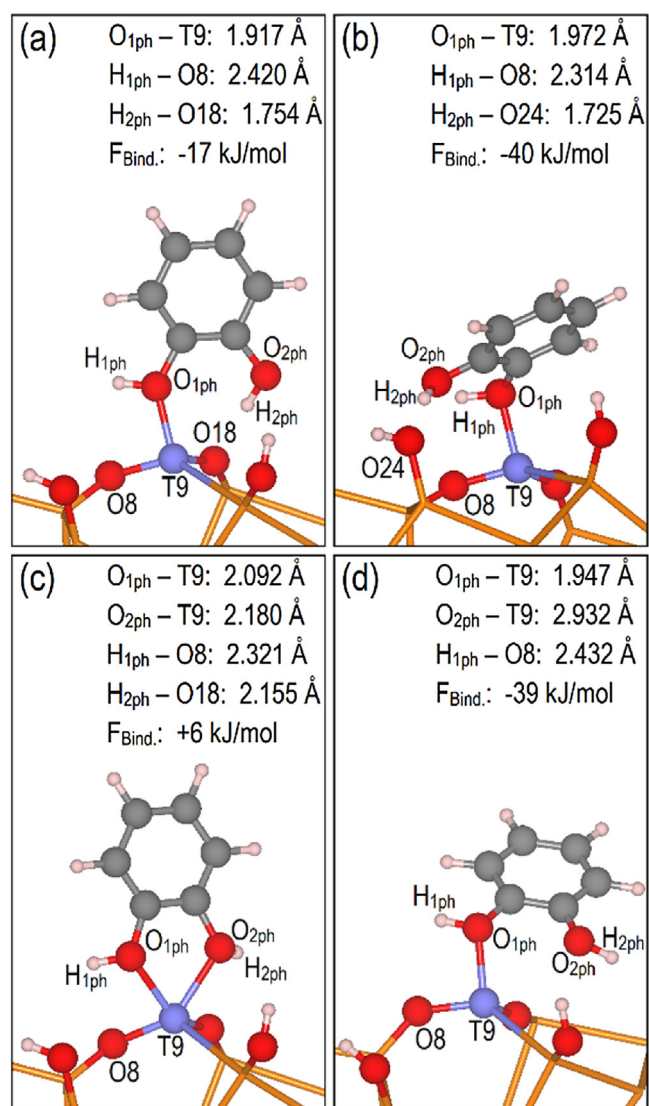 (a)
O1ph – T9: 1.917 Å
H1ph – O8: 2.420 Å
H2ph – O18: 1.754 Å
FBind.: -17 kJ/mol
H1ph
O1ph
O2ph
H2ph
O18
O8
T9
(b)
O1ph – T9: 1.972 Å
H1ph – O8: 2.314 Å
H2ph – O24: 1.725 Å
FBind.: -40 kJ/mol
O2ph
H2ph
O1ph
H1ph
O24
O8
T9
(c)
O1ph – T9: 2.092 Å
O2ph – T9: 2.180 Å
H1ph – O8: 2.321 Å
H2ph – O18: 2.155 Å
FBind.: +6 kJ/mol
O1ph
O2ph
H1ph
H2ph
T9
O8
(d)
O1ph – T9: 1.947 Å
O2ph – T9: 2.932 Å
H1ph – O8: 2.432 Å
FBind.: -39 kJ/mol
H1ph
O1ph
H2ph
O2ph
O8
T9